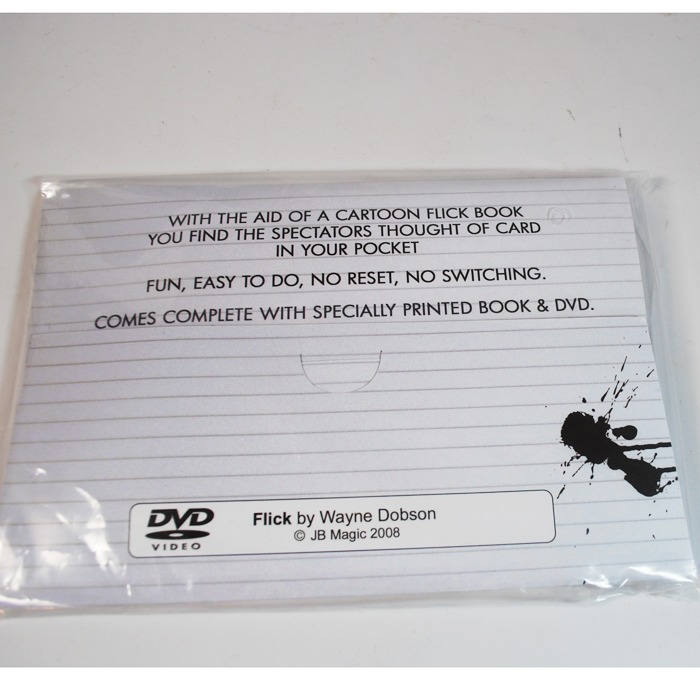 WITH THE AID OF A CARTOON FLICK BOOK
YOU FIND THE SPECTATORS THOUGHT OF CARD
IN YOUR POCKET
FUN, EASY TO DO, NO RESET, NO SWITCHING.
COMES COMPLETE WITH SPECIALLY PRINTED BOOK & DVD.
DVD
VIDEO
Flick by Wayne Dobson
© JB Magic 2008